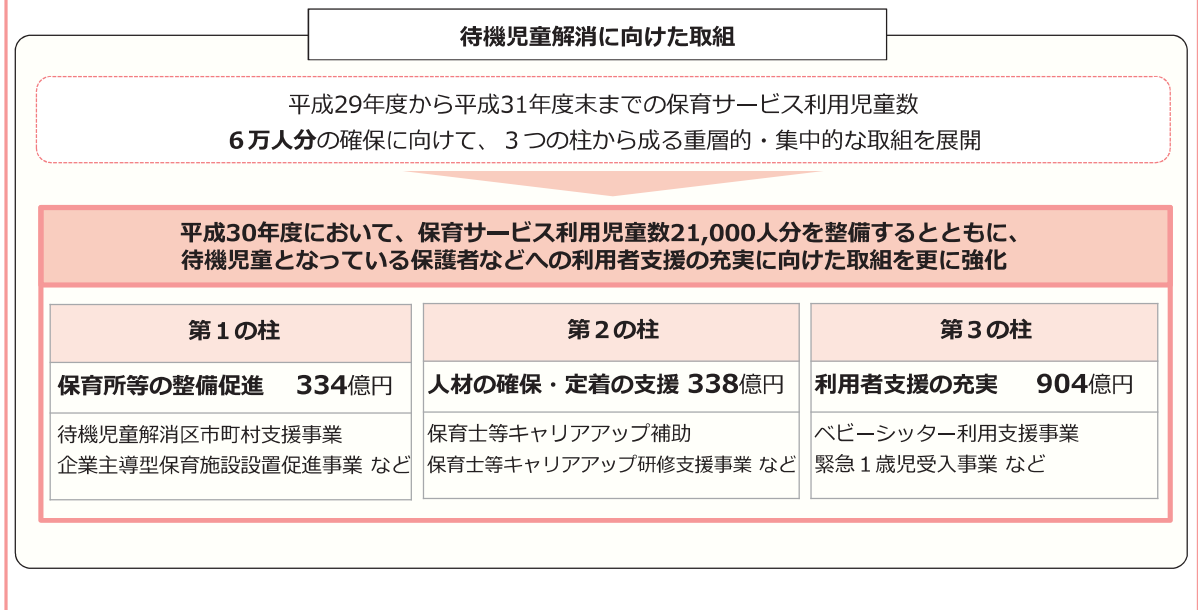 待機児童解消に向けた取組
平成29年度から平成31年度末までの保育サービス利用児童数
６万人分の確保に向けて、３つの柱から成る重層的・集中的な取組を展開
平成30年度において、保育サービス利用児童数21,000人分を整備するとともに、
待機児童となっている保護者などへの利用者支援の充実に向けた取組を更に強化
第１の柱
保育所等の整備促進 334億円
待機児童解消区市町村支援事業
企業主導型保育施設設置促進事業 など
第２の柱
人材の確保・定着の支援 338億円
保育士等キャリアアップ補助
保育士等キャリアアップ研修支援事業 など
第３の柱
利用者支援の充実 904億円
ベビーシッター利用支援事業
緊急１歳児受入事業 など